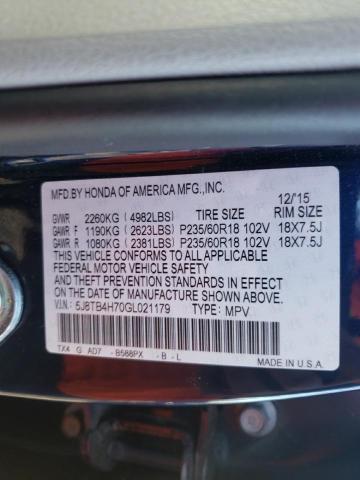 MFD.BY HONDA OF AMERICA MFG.,INC. 12/'15
GVWR 2260KG (4982LBS) TIRE SIZE RIM SIZE
GAWR F 1190KG (2623LBS) P235/60R18 102V 18X7.5J
GAWR R 1080KG (2381LBS) P235/60R18 102V 18X7.5J
THIS VEHICLE CONFORMS TO ALL APPLICABLE
FEDERAL MOTOR VEHICLE SAFETY AND
THEFT PREVENTION STANDARDS IN EFFECT ON
THE DATE OF MANUFACTURE SHOWN ABOVE.
V.I.N.: 5J8TB4H70GL021179 TYPE: MPV
TX4 G AD7 -B588PX -B -L MADE IN U.S.A.